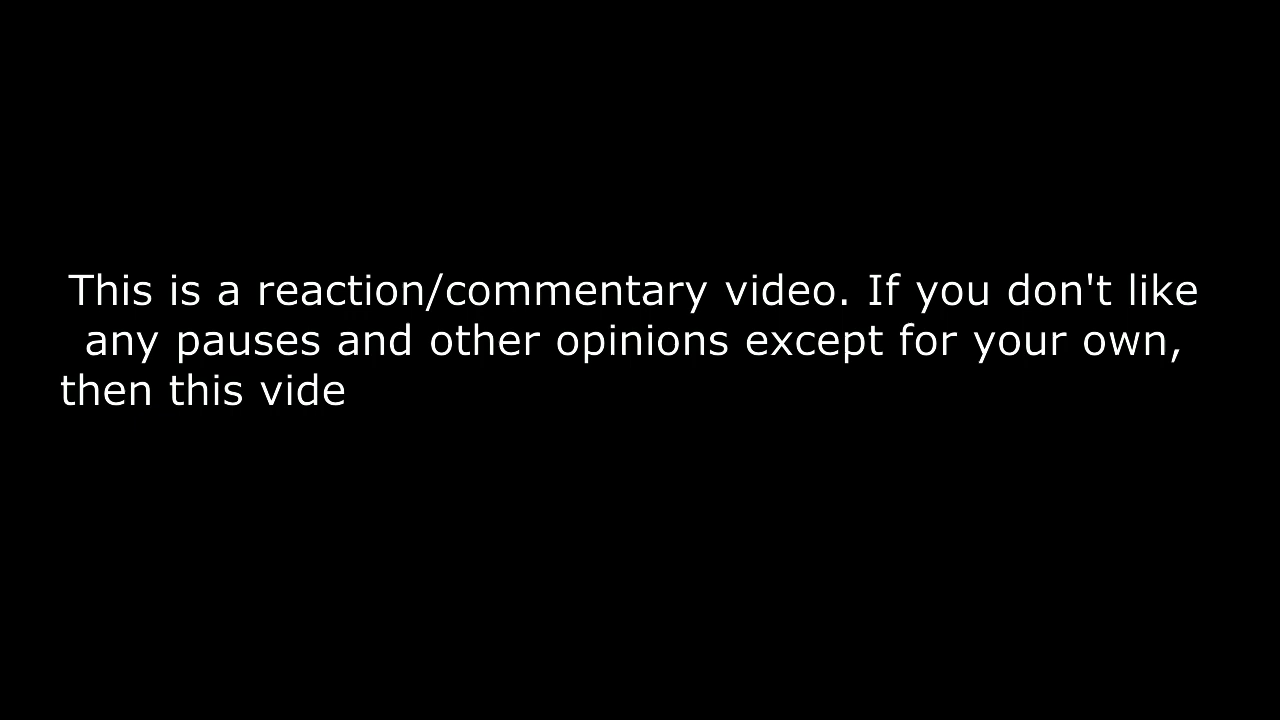 This is a reaction/commentary video. If you don't like
any pauses and other opinions except for your own,
then this vide